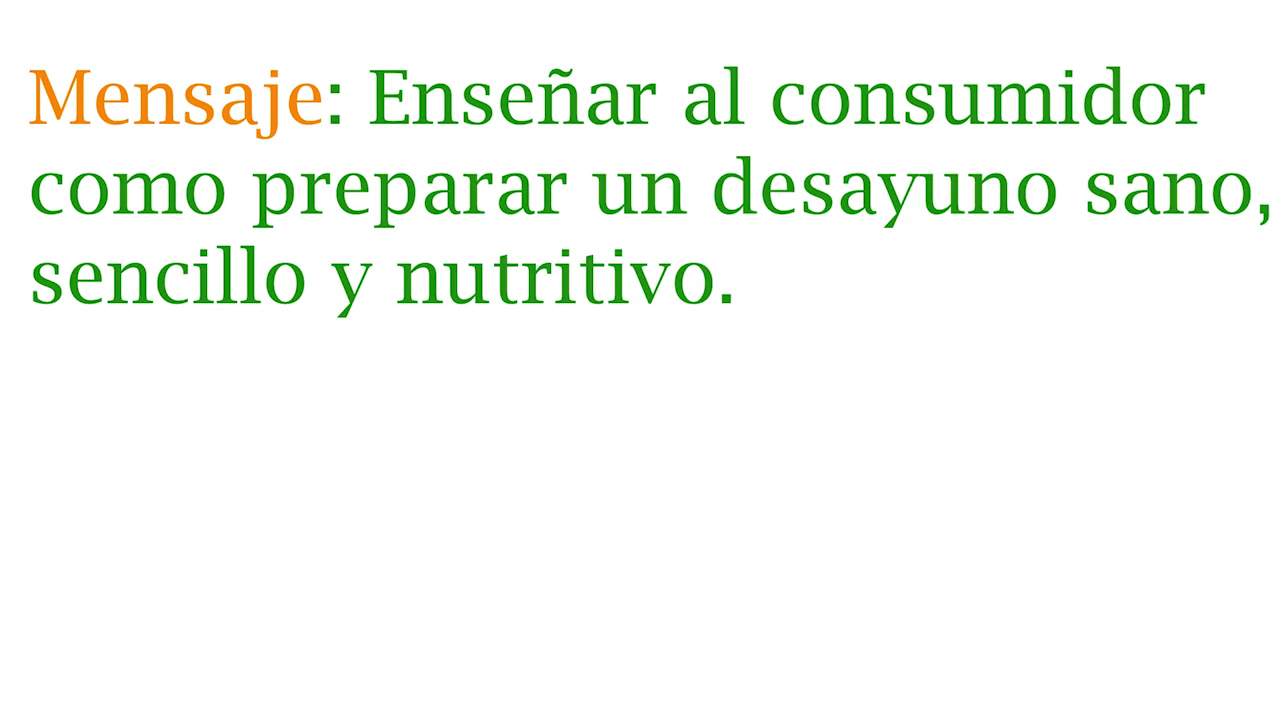 Mensaje: Enseñar al consumidor
como preparar un desayuno sano,
sencillo y nutritivo.